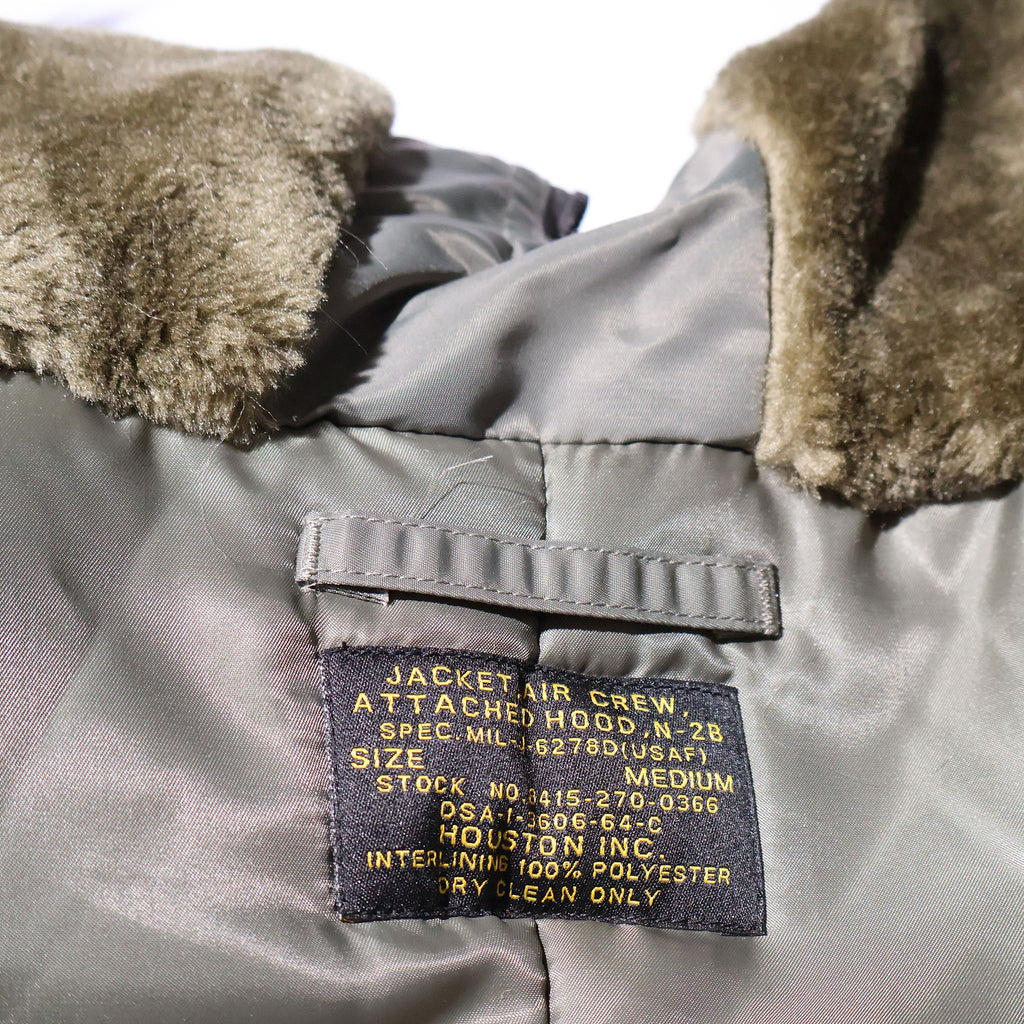 JACKET,AIR CREW,
ATTACHED HOOD,N-2B
SPEC.MIL-J-6278D(USAF)
SIZE MEDIUM
STOCK NO.8415-270-0366
DSA-1-3606-64-C
HOUSTON INC.
INTERLINING 100% POLYESTER
DRY CLEAN ONLY